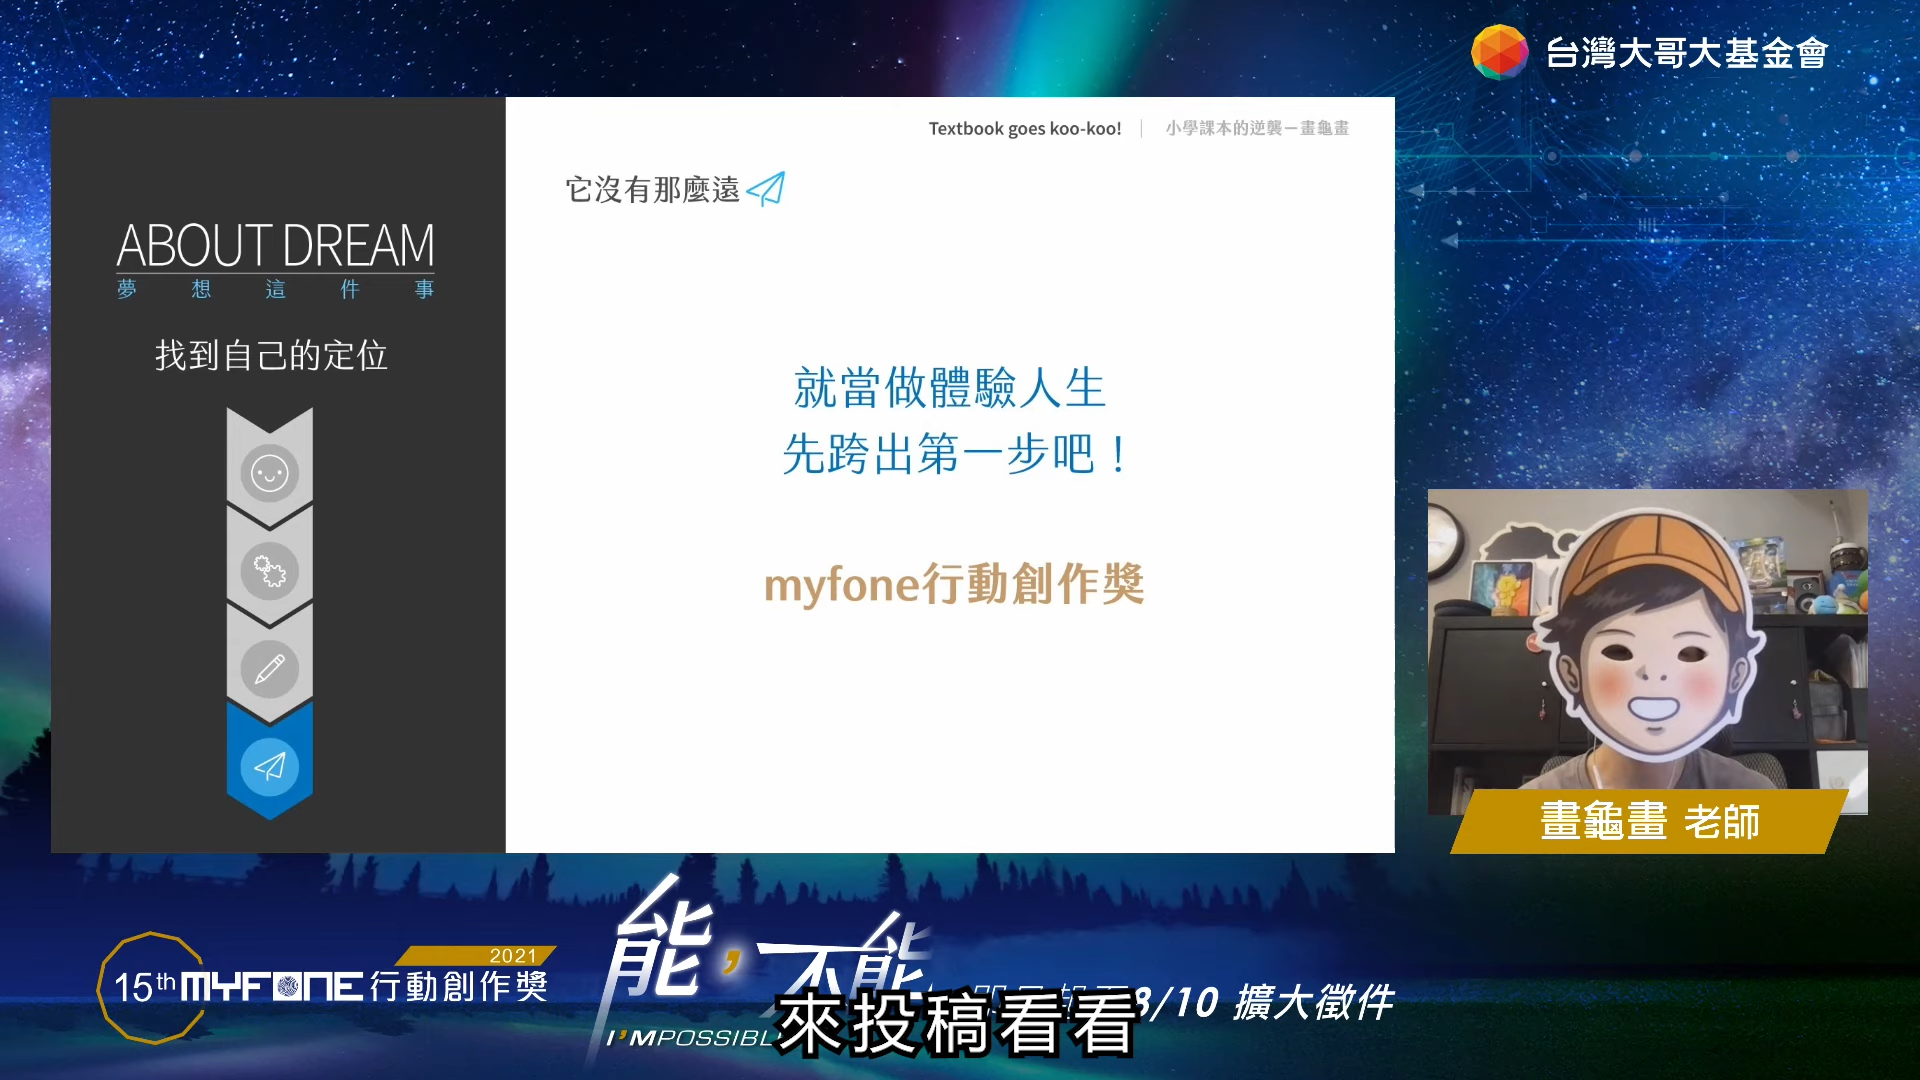 台灣大哥大基金會
Textbook goes koo-koo!
小學課本的逆襲－畫龜畫
它沒有那麼遠
ABOUT DREAM
夢想這件事
找到自己的定位
就當做體驗人生
先跨出第一步吧！
myfone行動創作獎
畫龜畫 老師
2021
15th MYFONE 行動創作獎
能，不能
I'MPOSSIBL
8/10 擴大徵件
來投稿看看